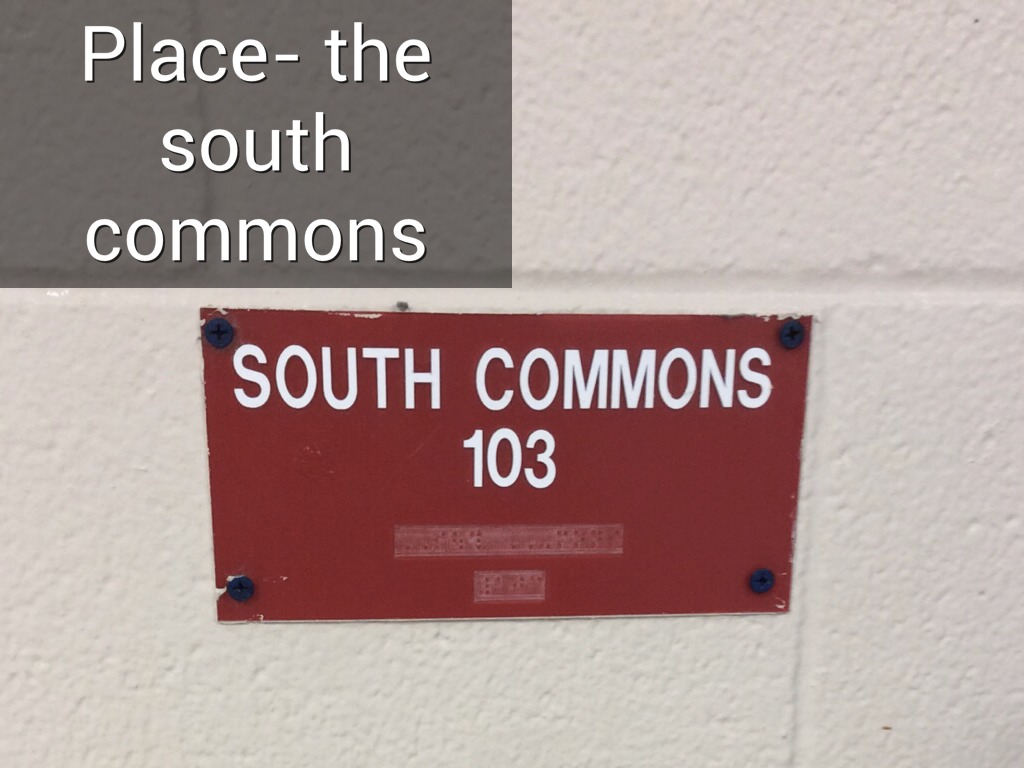 Place- the
south
commons
SOUTH COMMONS
103